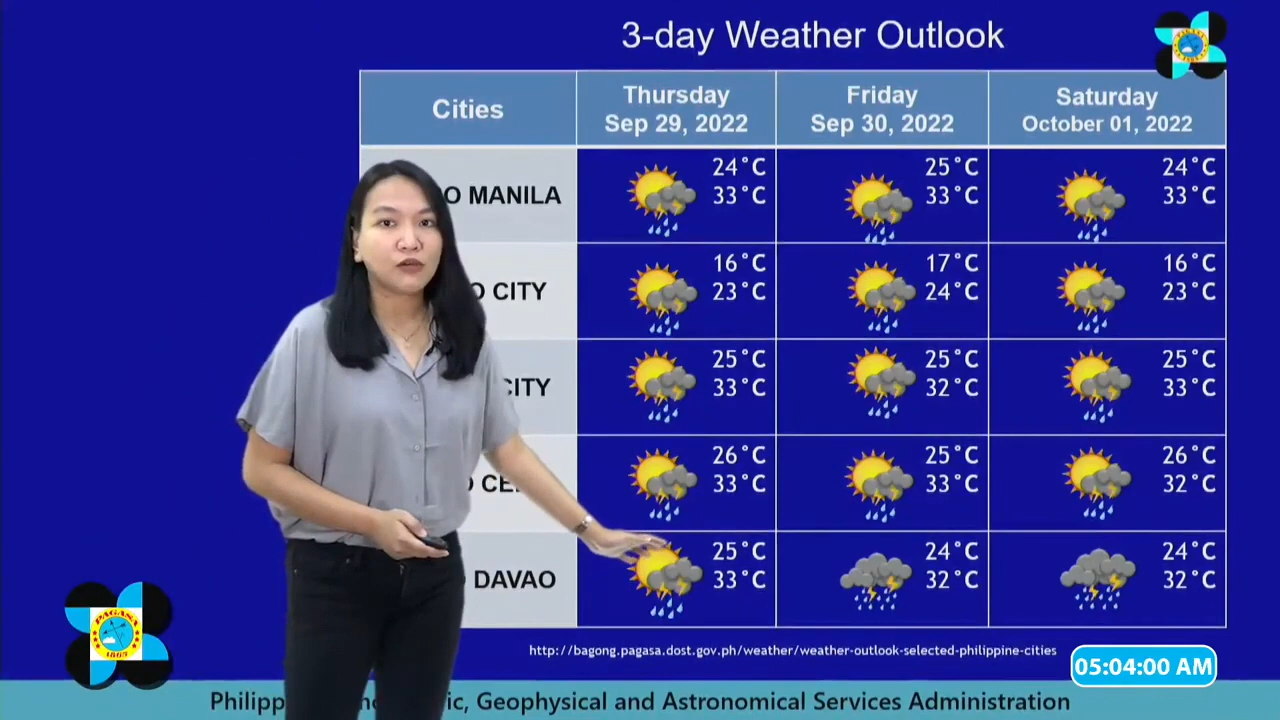 3-day Weather Outlook
Cities
Thursday
Sep 29, 2022
Friday
Sep 30, 2022
Saturday
October 01, 2022
O MANILA
24°C
33°C
25°C
33°C
24°C
33°C
O CITY
16°C
23°C
17°C
24°C
16°C
23°C
CITY
25°C
33°C
25°C
32°C
25°C
33°C
O CE
26°C
33°C
25°C
33°C
26°C
32°C
DAVAO
25°C
33°C
24°C
32°C
24°C
32°C
http://bagong.pagasa.dost.gov.ph/weather/weather-outlook-selected-philippine-cities
05:04:00 AM
PAGASA
1865
Philipp ic, Geophysical and Astronomical Services Administration